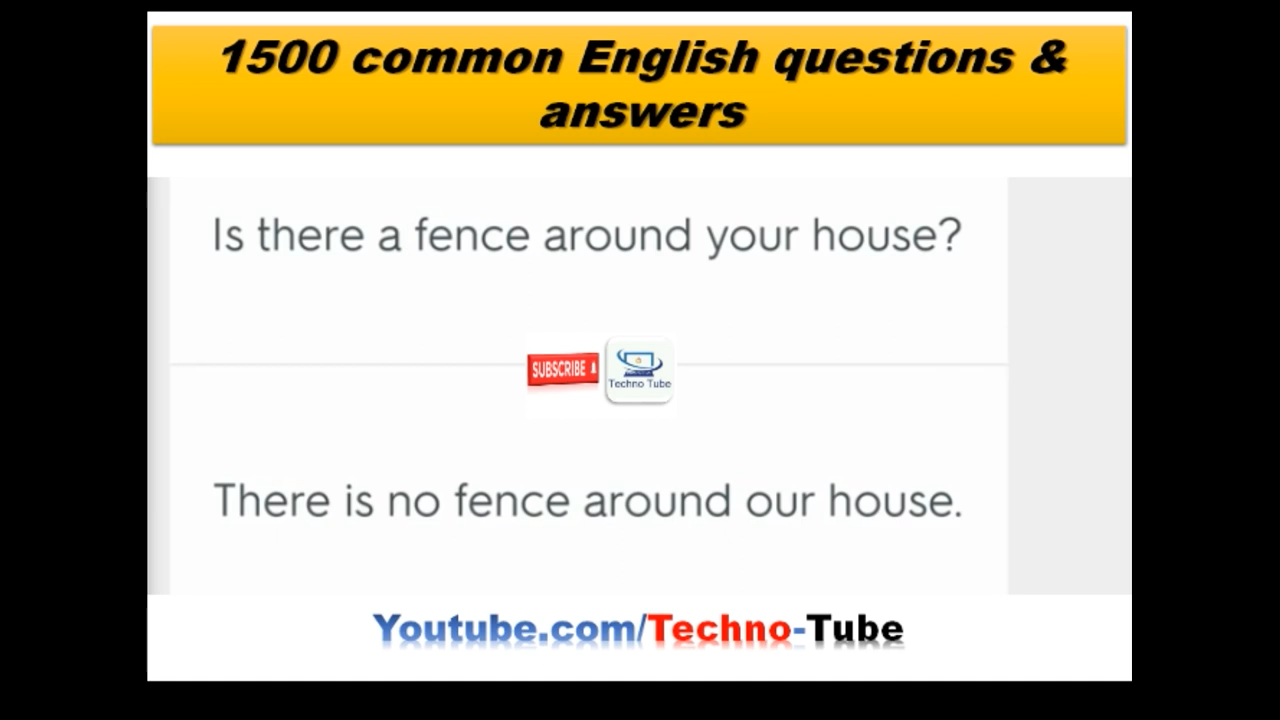 1500 common English questions &
answers
Is there a fence around your house?
SUBSCRIBE
Techno Tube
There is no fence around our house.
Youtube.com/Techno-Tube